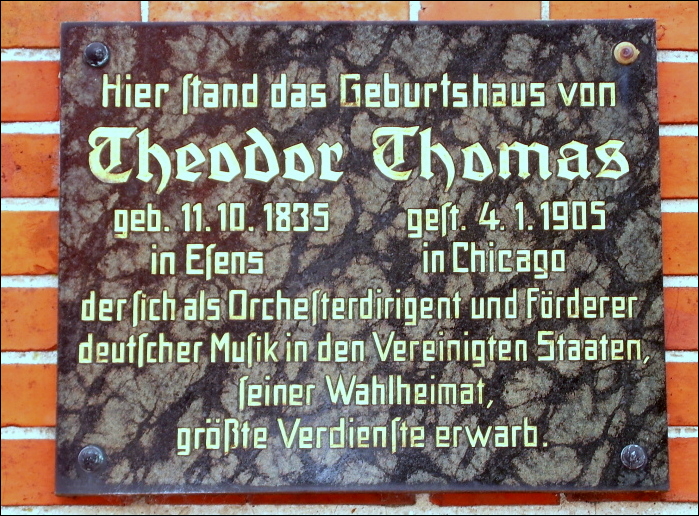 Hier ſtand das Geburtshaus von
Theodor Thomas
geb. 11. 10. 1835 geſt. 4. 1. 1905
in Eſens in Chicago
der ſich als Orcheſterdirigent und Förderer
deutſcher Muſik in den Vereinigten Staaten,
ſeiner Wahlheimat,
größte Verdienſte erwarb.